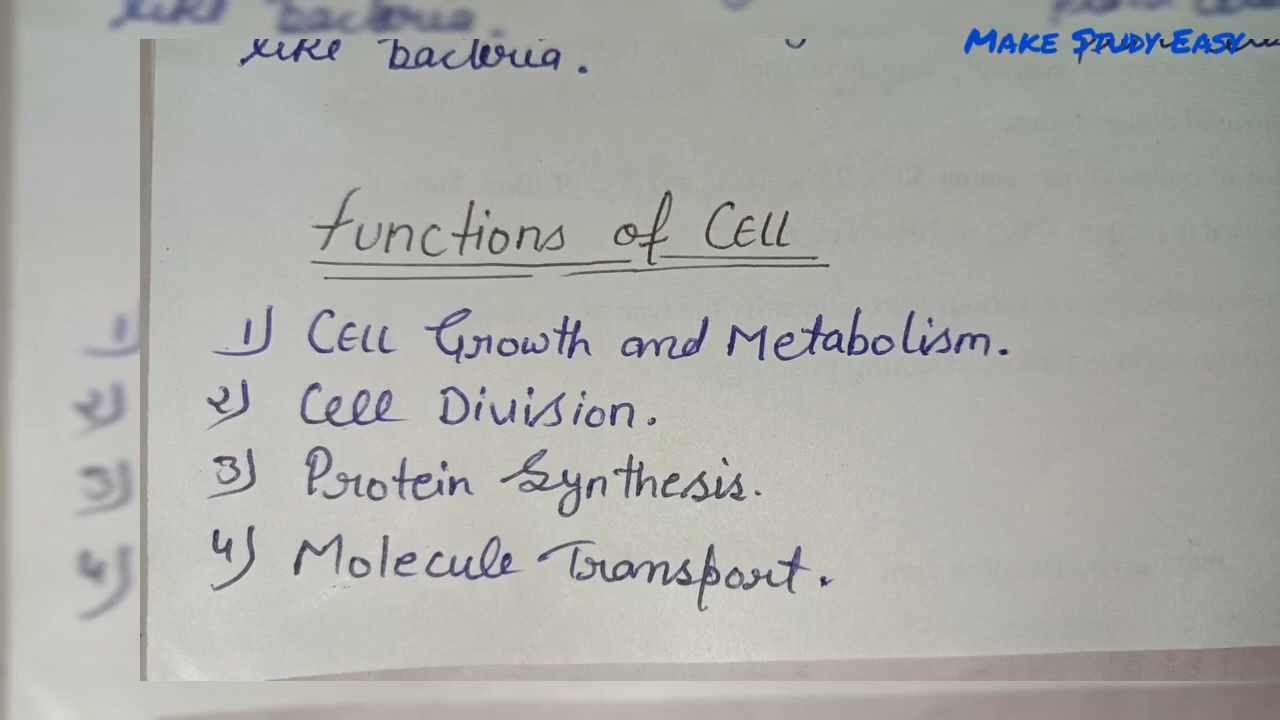 like bacteria.
MAKE STUDY EASY
functions of CELL
1) CELL Growth and Metabolism.
2) Cell Division.
3) Protein Synthesis.
4) Molecule Transport.